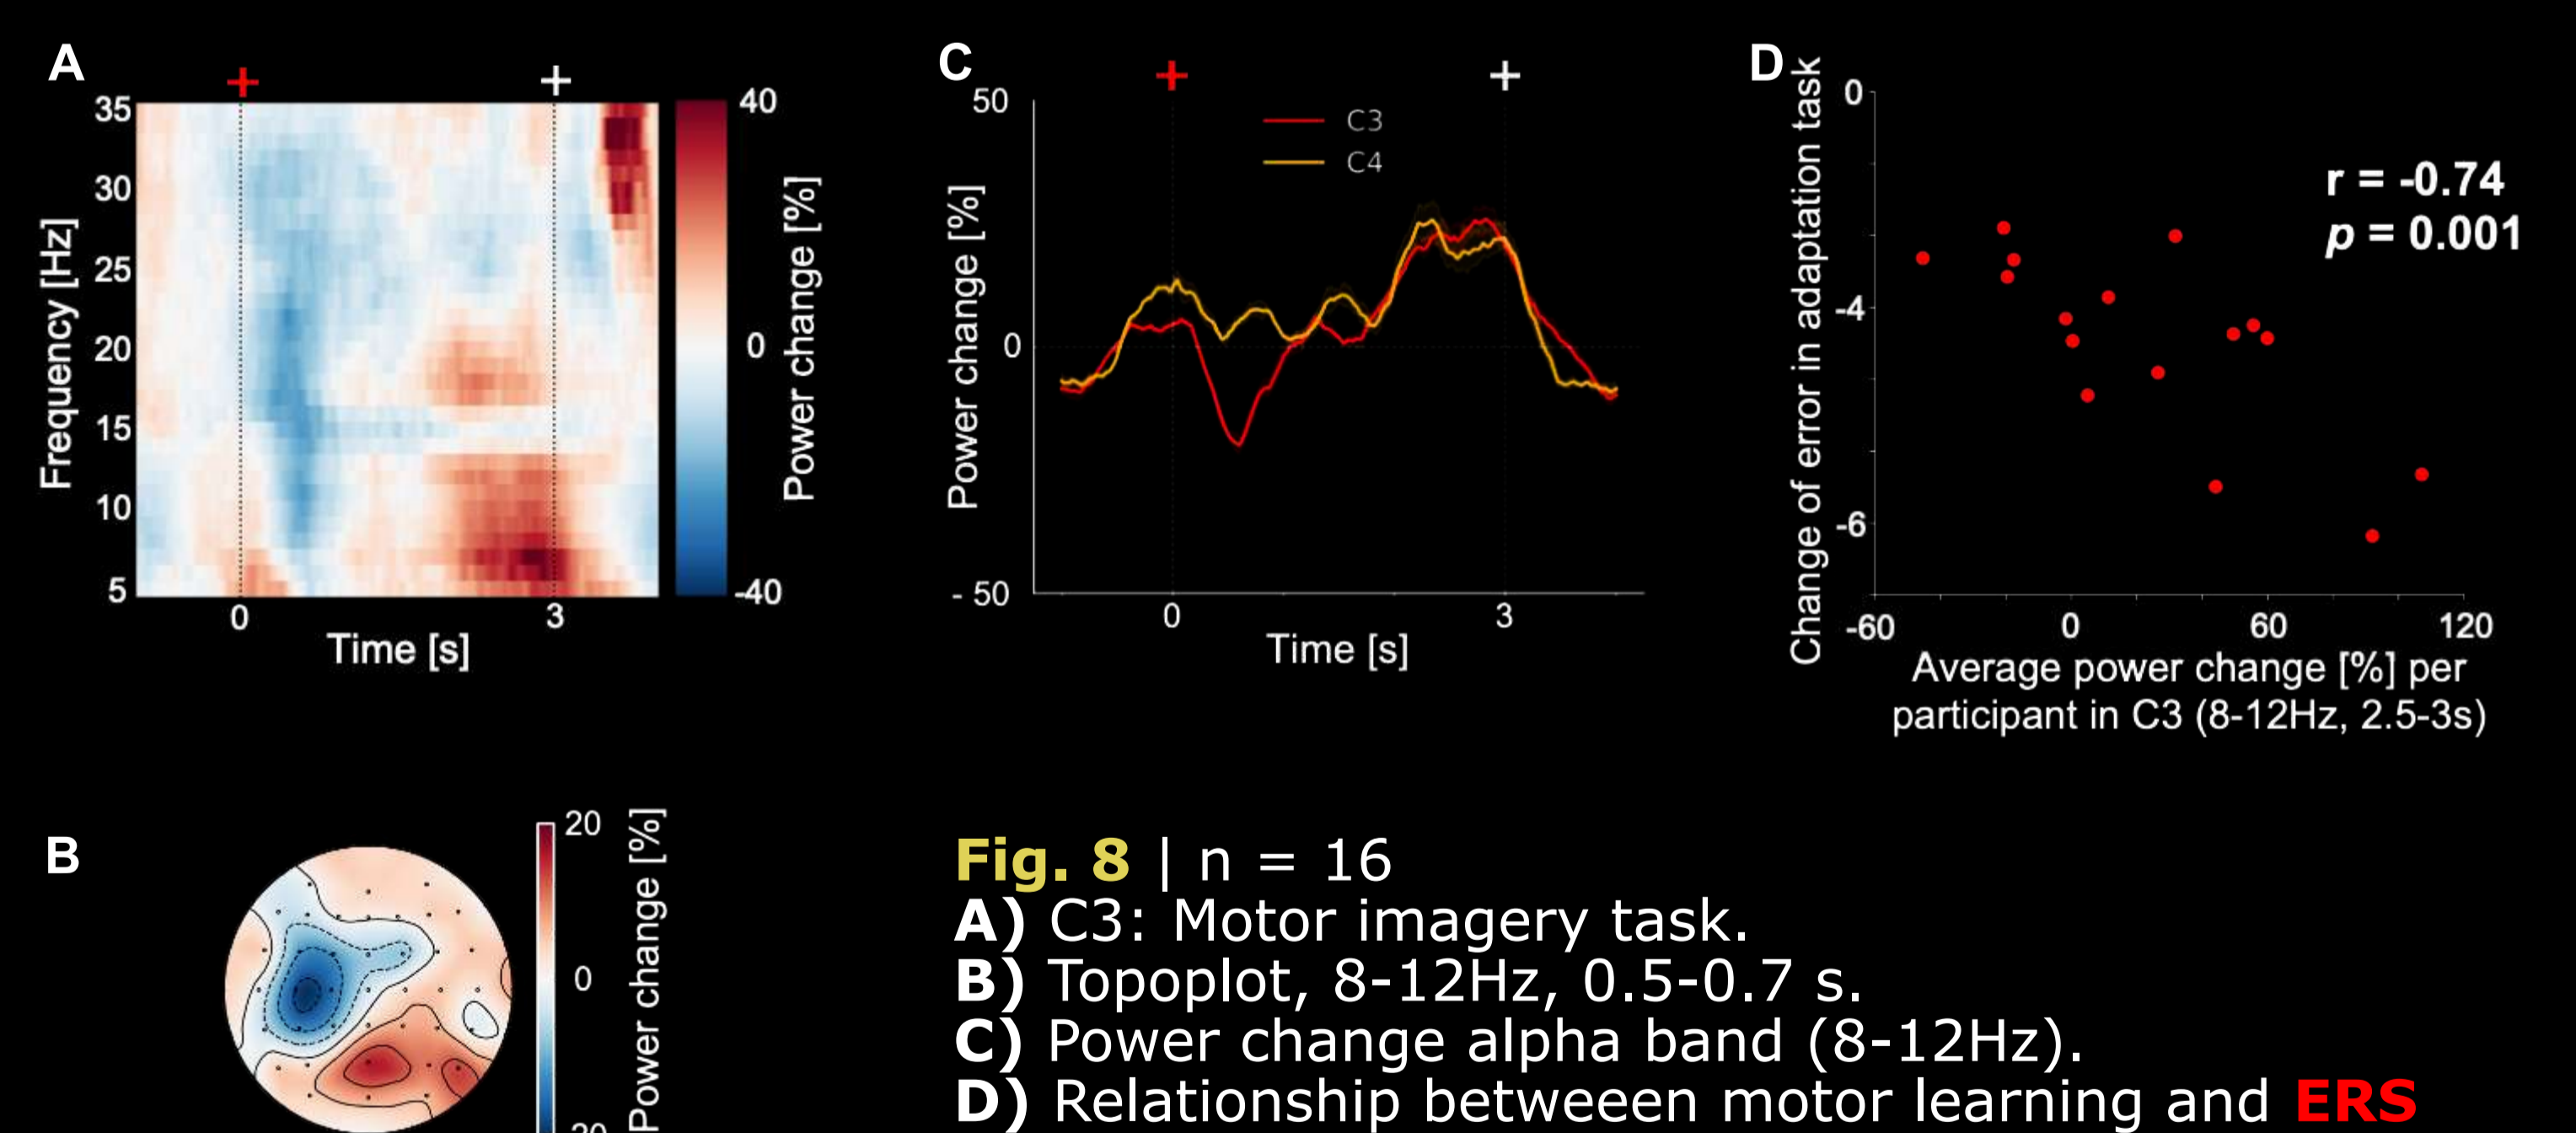 A
+
+
35
30
25
20
15
10
5
Frequency [Hz]
0
3
Time [s]
40
0
-40
Power change [%]
C
+
+
50
0
- 50
Power change [%]
C3
C4
0
3
Time [s]
D
Change of error in adaptation task
0
-4
-6
r = -0.74
p = 0.001
-60
0
60
120
Average power change [%] per
participant in C3 (8-12Hz, 2.5-3s)
B
20
0
Power change [%]
Fig. 8 | n = 16
A) C3: Motor imagery task.
B) Topoplot, 8-12Hz, 0.5-0.7 s.
C) Power change alpha band (8-12Hz).
D) Relationship betweeen motor learning and ERS